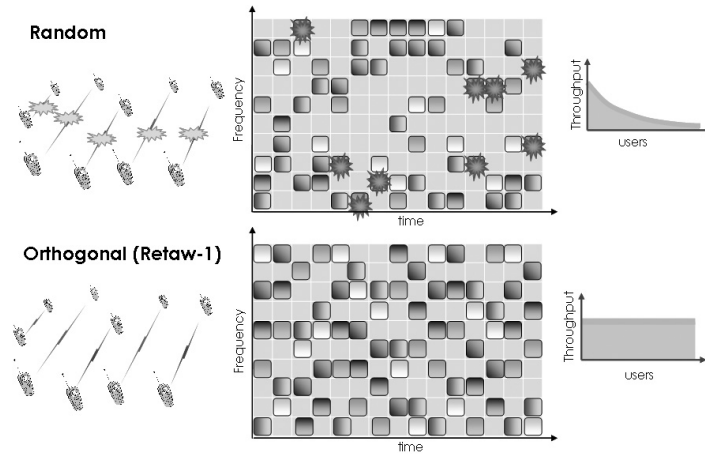 Random
Frequency
time
Throughput
users
Orthogonal (Retaw-1)
Frequency
time
Throughput
users